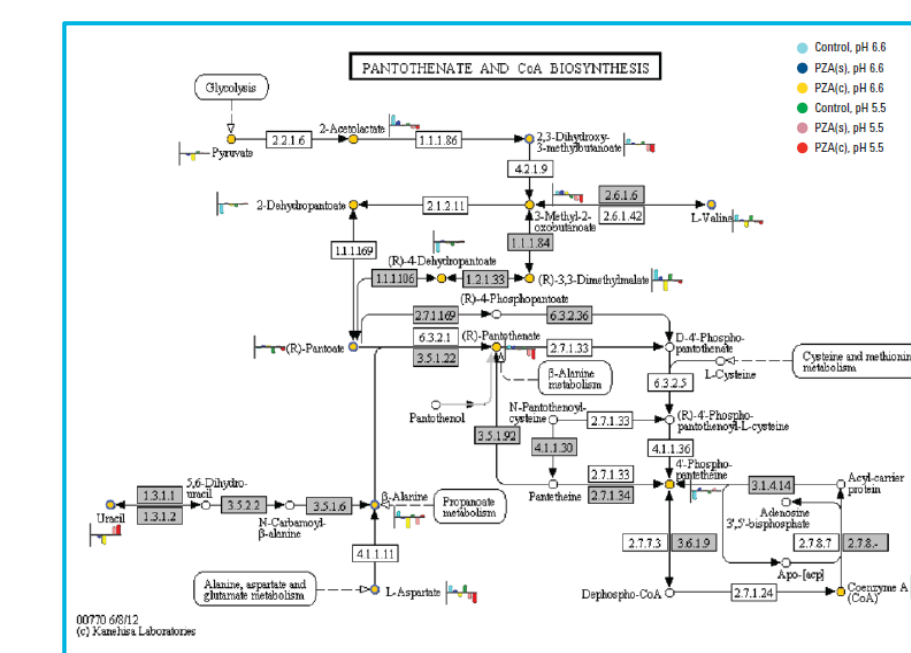 PANTOTHENATE AND CoA BIOSYNTHESIS
Control, pH 6.6
PZA(s), pH 6.6
PZA(c), pH 6.6
Control, pH 5.5
PZA(s), pH 5.5
PZA(c), pH 5.5
Glycolysis
2-Acetolactate
2.2.1.6
1.1.1.86
2,3-Dihydroxy-
3-methylbutanoate
Pyruvate
4.2.1.9
2.6.1.6
2-Dehydropantoate
2.1.2.11
3-Methyl-2-
oxobutanoate
2.6.1.42
L-Valine
1.1.1.169
1.1.1.84
(R)-4-Dehydropantoate
1.1.1.106
1.2.1.33
(R)-3,3-Dimethylmalate
(R)-4-Phosphopantoate
2.7.1.169
6.3.2.36
(R)-Pantoate
6.3.2.1
(R)-Pantothenate
3.5.1.22
2.7.1.33
D-4'-Phospho-
pantothenate
β-Alanine
metabolism
L-Cysteine
Cysteine and methionin
metabolism
6.3.2.5
Pantothenol
N-Pantothenoyl-
cysteine
2.7.1.33
(R)-4'-Phospho-
pantothenoyl-L-cysteine
3.5.1.92
4.1.1.30
4.1.1.36
5,6-Dihydro-
uracil
1.3.1.1
1.3.1.2
Uracil
3.5.2.2
3.5.1.6
N-Carbamoyl-
β-alanine
β-Alanine
Propanoate
metabolism
Pantetheine
2.7.1.33
2.7.1.34
4'-Phospho-
pantetheine
3.1.4.14
Acyl-carrier
protein
Adenosine
3',5'-bisphosphate
4.1.1.11
2.7.7.3
3.6.1.9
2.7.8.7
2.7.8.-
Apo-[acp]
Alanine, aspartate and
glutamate metabolism
L-Aspartate
Dephospho-CoA
2.7.1.24
Coenzyme A
(CoA)
00770 6/8/12
(c) Kanehisa Laboratories